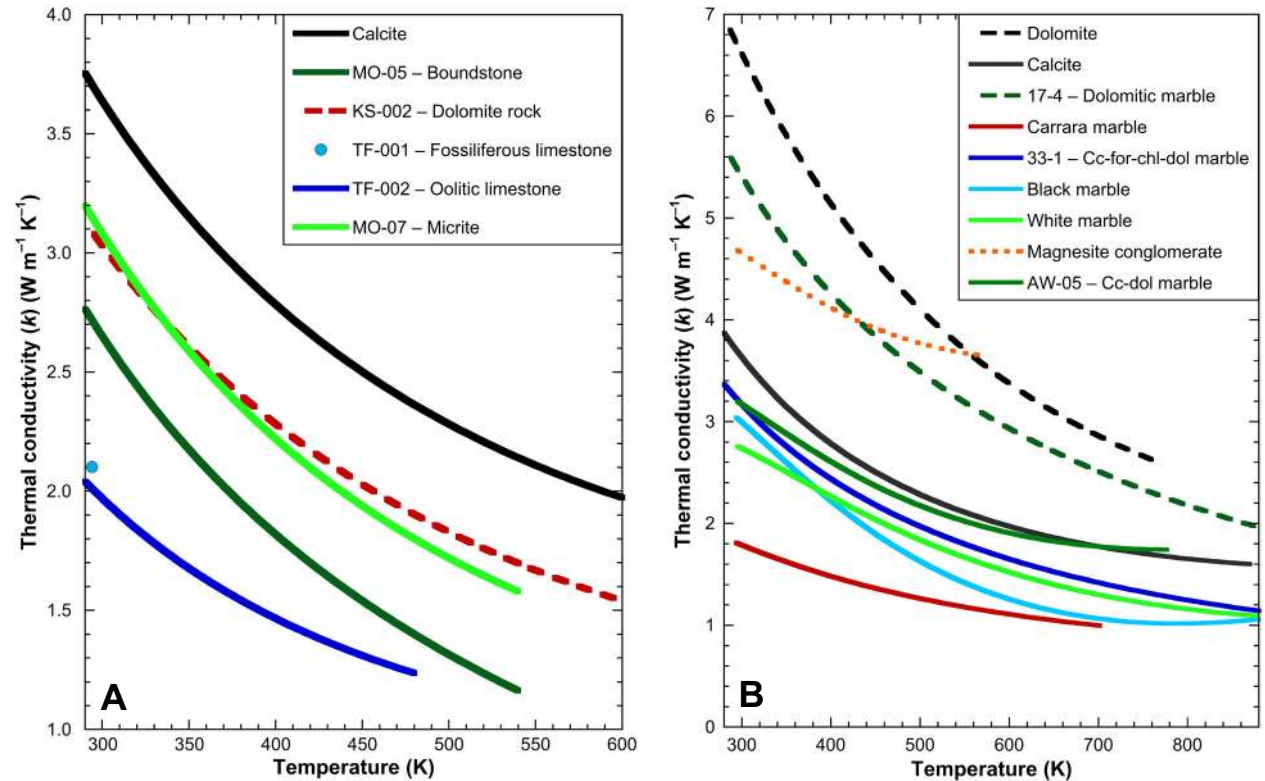 4.0
3.5
3.0
2.5
2.0
1.5
1.0
Thermal conductivity (k) (W m⁻¹ K⁻¹)
Calcite
MO-05 – Boundstone
KS-002 – Dolomite rock
TF-001 – Fossiliferous limestone
TF-002 – Oolitic limestone
MO-07 – Micrite
A
300 350 400 450 500 550 600
Temperature (K)
7
6
5
4
3
2
1
0
Thermal conductivity (k) (W m⁻¹ K⁻¹)
Dolomite
Calcite
17-4 – Dolomitic marble
Carrara marble
33-1 – Cc-for-chl-dol marble
Black marble
White marble
Magnesite conglomerate
AW-05 – Cc-dol marble
B
300 400 500 600 700 800
Temperature (K)